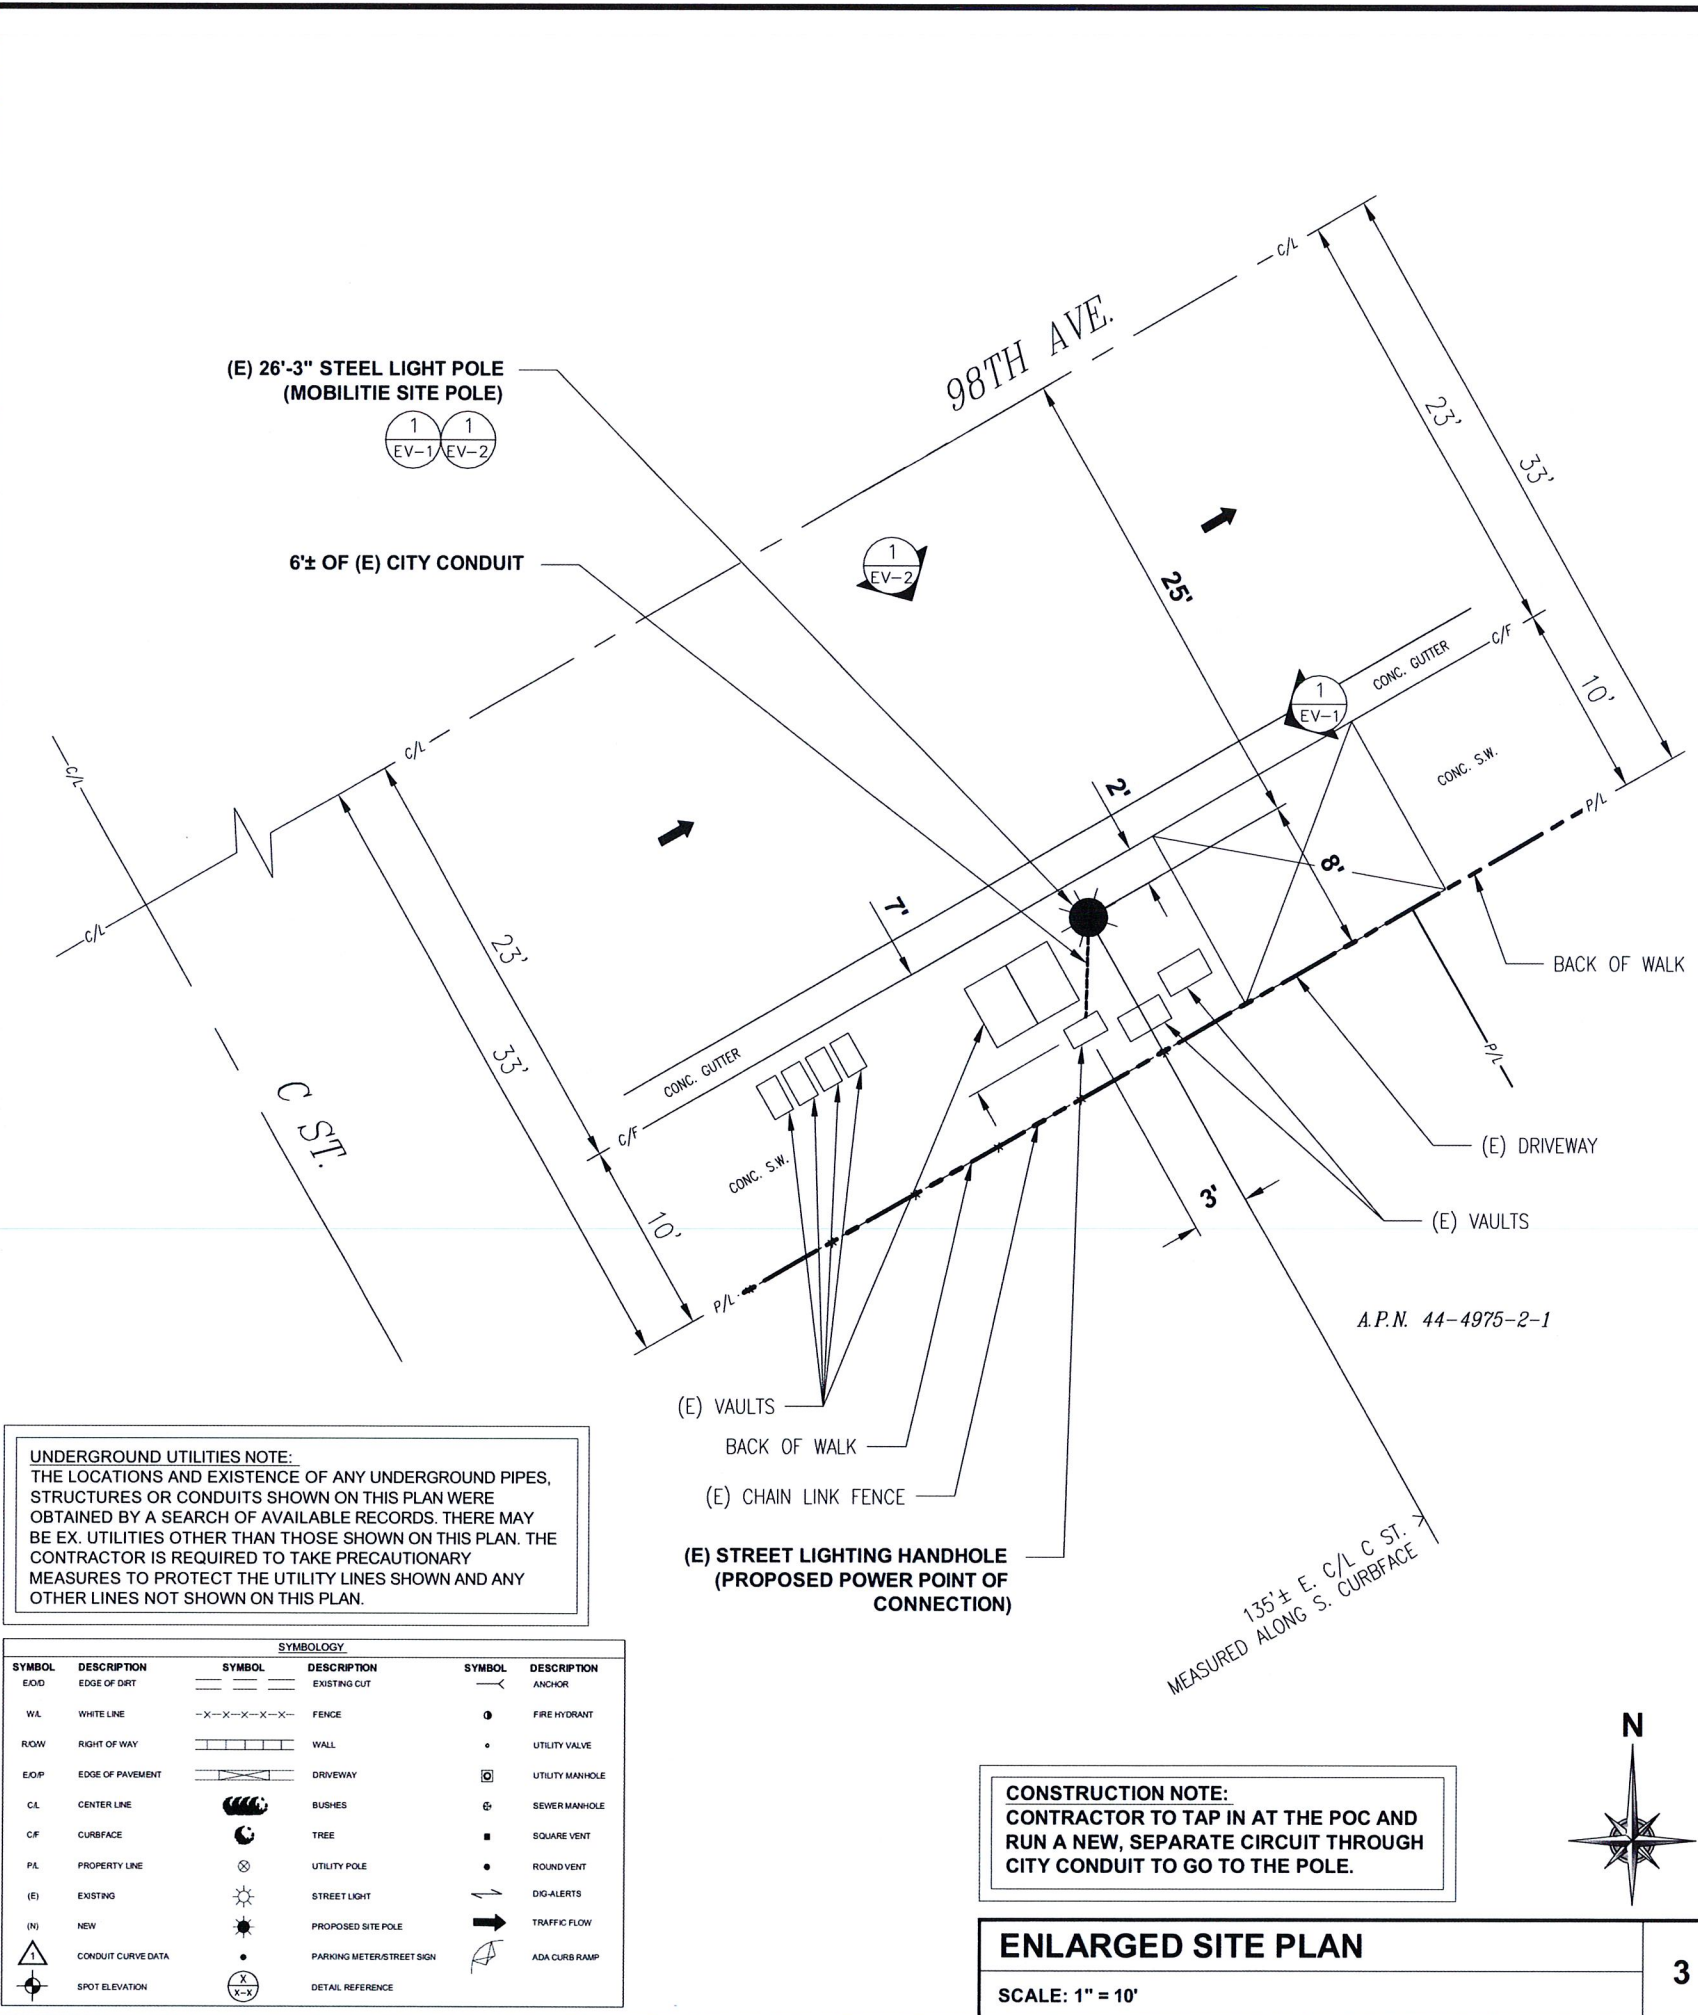 C/L
98TH AVE.
23'
33'
(E) 26'-3" STEEL LIGHT POLE
(MOBILITIE SITE POLE)
1
EV-1
1
EV-2
6'± OF (E) CITY CONDUIT
1
EV-2
25'
C/F
CONC. GUTTER
10'
1
EV-1
CONC. S.W.
C/L
C/L
2'
P/L
8'
7'
C/L
23'
BACK OF WALK
33'
CONC. GUTTER
P/L
C ST.
C/F
(E) DRIVEWAY
CONC. S.W.
3'
10'
(E) VAULTS
P/L
A.P.N. 44-4975-2-1
(E) VAULTS
BACK OF WALK
(E) CHAIN LINK FENCE
(E) STREET LIGHTING HANDHOLE
(PROPOSED POWER POINT OF
CONNECTION)
135'± E. C/L C ST.
MEASURED ALONG S. CURBFACE
UNDERGROUND UTILITIES NOTE:
THE LOCATIONS AND EXISTENCE OF ANY UNDERGROUND PIPES,
STRUCTURES OR CONDUITS SHOWN ON THIS PLAN WERE
OBTAINED BY A SEARCH OF AVAILABLE RECORDS. THERE MAY
BE EX. UTILITIES OTHER THAN THOSE SHOWN ON THIS PLAN. THE
CONTRACTOR IS REQUIRED TO TAKE PRECAUTIONARY
MEASURES TO PROTECT THE UTILITY LINES SHOWN AND ANY
OTHER LINES NOT SHOWN ON THIS PLAN.
SYMBOLOGY
SYMBOL DESCRIPTION SYMBOL DESCRIPTION SYMBOL DESCRIPTION
E/O/D EDGE OF DIRT EXISTING CUT ANCHOR
W/L WHITE LINE FENCE FIRE HYDRANT
R/O/W RIGHT OF WAY WALL UTILITY VALVE
E/O/P EDGE OF PAVEMENT DRIVEWAY UTILITY MANHOLE
C/L CENTER LINE BUSHES SEWER MANHOLE
C/F CURBFACE TREE SQUARE VENT
P/L PROPERTY LINE UTILITY POLE ROUND VENT
(E) EXISTING STREET LIGHT DIG-ALERTS
(N) NEW PROPOSED SITE POLE TRAFFIC FLOW
1 CONDUIT CURVE DATA PARKING METER/STREET SIGN ADA CURB RAMP
SPOT ELEVATION X X-X DETAIL REFERENCE
N
CONSTRUCTION NOTE:
CONTRACTOR TO TAP IN AT THE POC AND
RUN A NEW, SEPARATE CIRCUIT THROUGH
CITY CONDUIT TO GO TO THE POLE.
ENLARGED SITE PLAN
SCALE: 1" = 10'
3